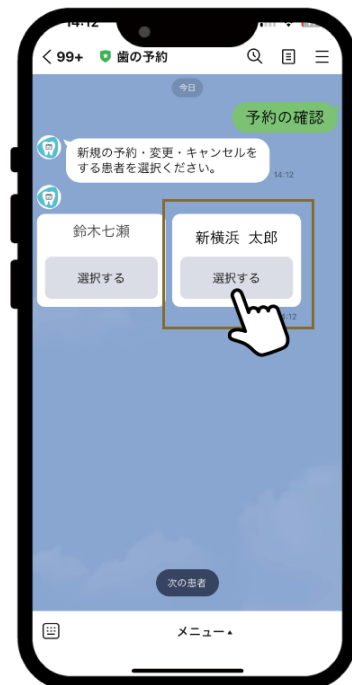 14:12
99+ 歯の予約
今日
予約の確認
新規の予約・変更・キャンセルを
する患者を選択ください。
14:12
鈴木七瀬
新横浜 太郎
選択する
選択する
次の患者
メニュー